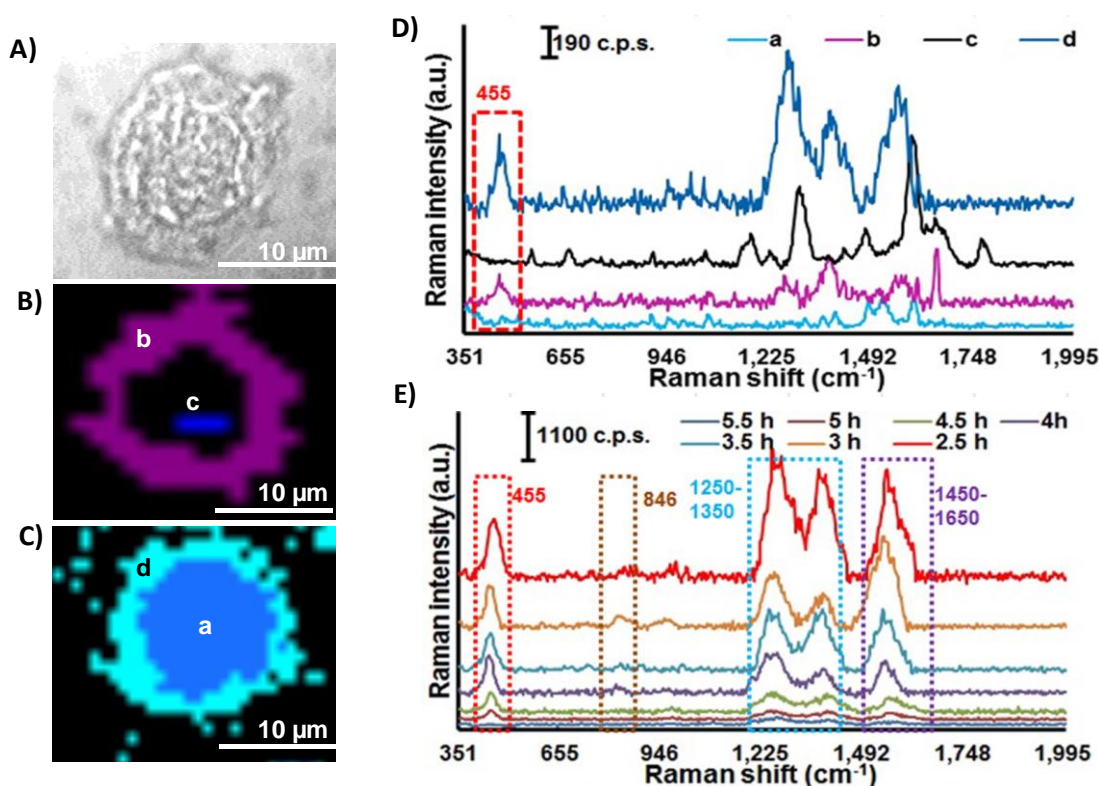 A)
10 µm
B)
b
c
10 µm
C)
d
a
10 µm
D)
190 c.p.s.
a b c d
455
Raman intensity (a.u.)
351 655 946 1,225 1,492 1,748 1,995
Raman shift (cm-1)
E)
1100 c.p.s.
5.5 h 5 h 4.5 h 4h
3.5 h 3 h 2.5 h
455
846
1250-
1350
1450-
1650
Raman intensity (a.u.)
351 655 946 1,225 1,492 1,748 1,995
Raman shift (cm-1)